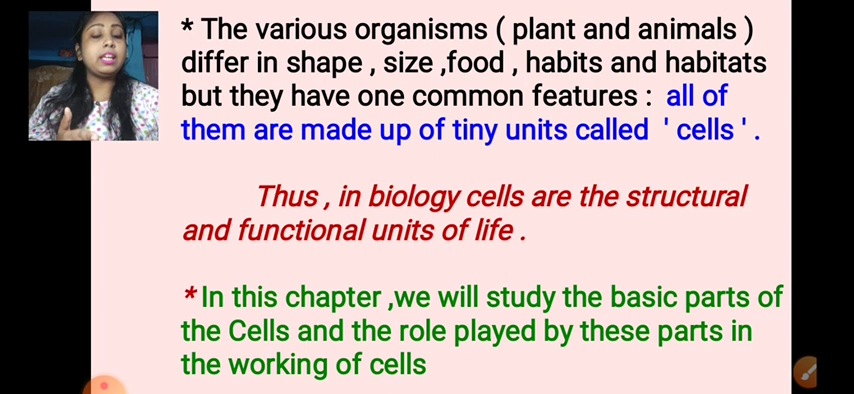 * The various organisms ( plant and animals )
differ in shape , size ,food , habits and habitats
but they have one common features : all of
them are made up of tiny units called ' cells ' .
Thus , in biology cells are the structural
and functional units of life .
* In this chapter ,we will study the basic parts of
the Cells and the role played by these parts in
the working of cells